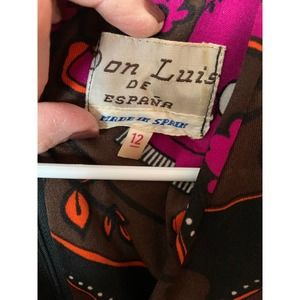 Don Luis
DE
ESPAÑA
MADE IN SPAIN
12